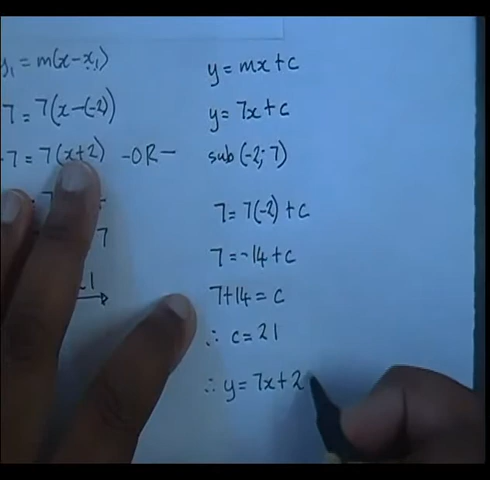 y₁ = m(x-x₁)
7 = 7(x-(-2))
-7 = 7(x+2) -OR-
7
y = mx + c
y = 7x + c
sub (-2; 7)
7 = 7(-2) + c
7 = -14 + c
7+14 = c
∴ c = 21
∴ y = 7x + 2